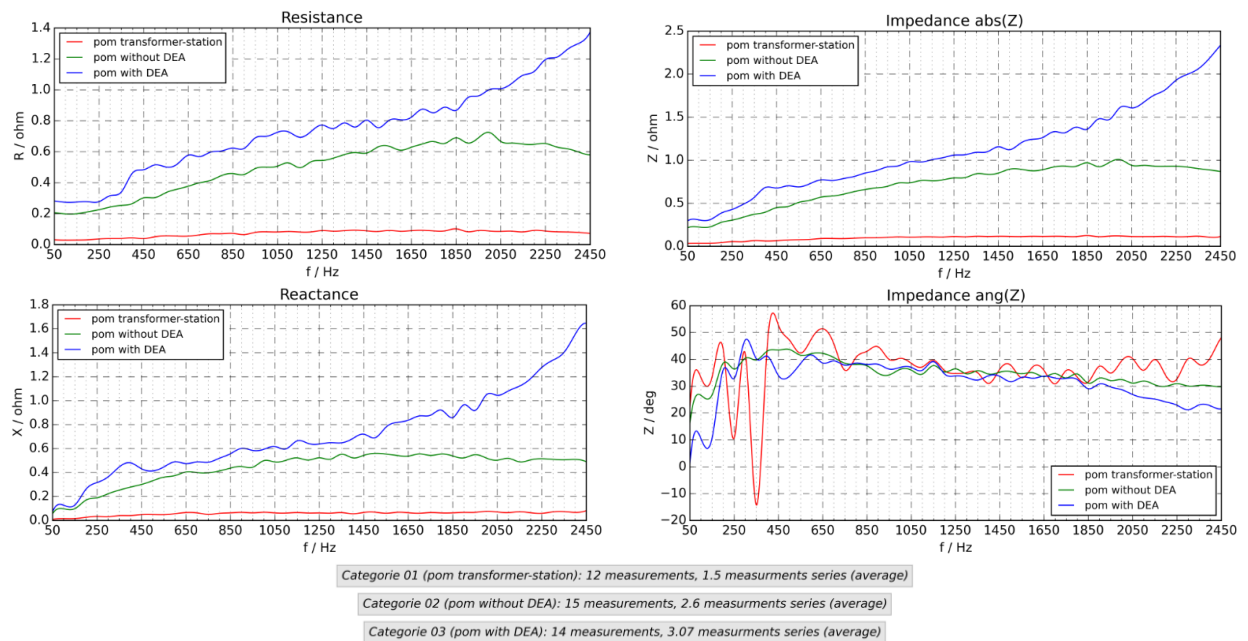 Resistance
1.4
1.2
1.0
0.8
0.6
0.4
0.2
0.0
R / ohm
pom transformer-station
pom without DEA
pom with DEA
50 250 450 650 850 1050 1250 1450 1650 1850 2050 2250 2450
f / Hz
Impedance abs(Z)
2.5
2.0
1.5
1.0
0.5
0.0
Z / ohm
pom transformer-station
pom without DEA
pom with DEA
50 250 450 650 850 1050 1250 1450 1650 1850 2050 2250 2450
f / Hz
Reactance
1.8
1.6
1.4
1.2
1.0
0.8
0.6
0.4
0.2
0.0
X / ohm
pom transformer-station
pom without DEA
pom with DEA
50 250 450 650 850 1050 1250 1450 1650 1850 2050 2250 2450
f / Hz
Impedance ang(Z)
60
50
40
30
20
10
0
−10
−20
Z / deg
pom transformer-station
pom without DEA
pom with DEA
50 250 450 650 850 1050 1250 1450 1650 1850 2050 2250 2450
f / Hz
Categorie 01 (pom transformer-station): 12 measurements, 1.5 measurments series (average)
Categorie 02 (pom without DEA): 15 measurements, 2.6 measurments series (average)
Categorie 03 (pom with DEA): 14 measurements, 3.07 measurments series (average)